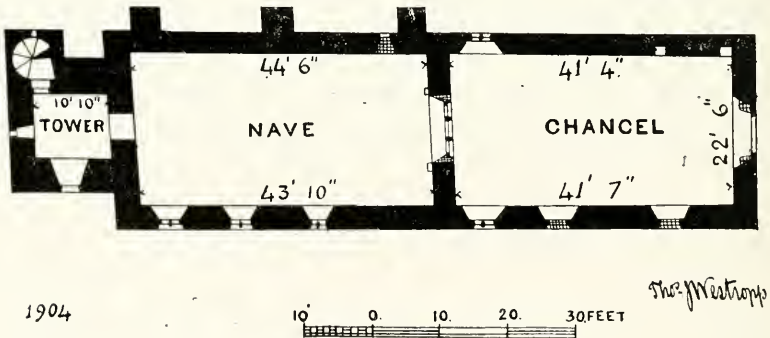 44' 6"
41' 4"
10' 10"
TOWER
NAVE
CHANCEL
22' 6"
43' 10"
41' 7"
Thos. J Westropp
1904
10' 0. 10. 20. 30. FEET